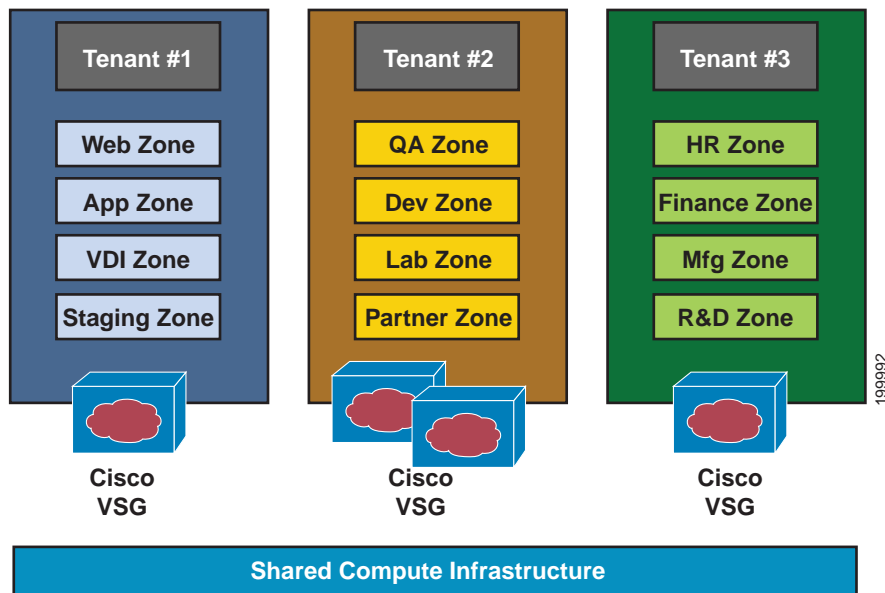 Tenant #1
Web Zone
App Zone
VDI Zone
Staging Zone
Cisco
VSG
Tenant #2
QA Zone
Dev Zone
Lab Zone
Partner Zone
Cisco
VSG
Tenant #3
HR Zone
Finance Zone
Mfg Zone
R&D Zone
Cisco
VSG
199992
Shared Compute Infrastructure